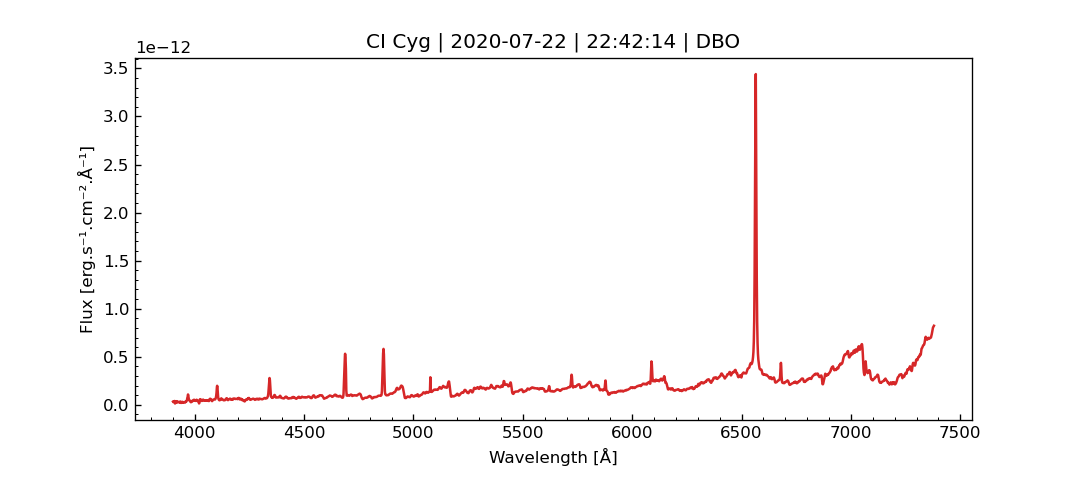 CI Cyg | 2020-07-22 | 22:42:14 | DBO
1e−12
3.5
3.0
2.5
2.0
1.5
1.0
0.5
0.0
Flux [erg.s⁻¹.cm⁻².Å⁻¹]
4000 4500 5000 5500 6000 6500 7000 7500
Wavelength [Å]